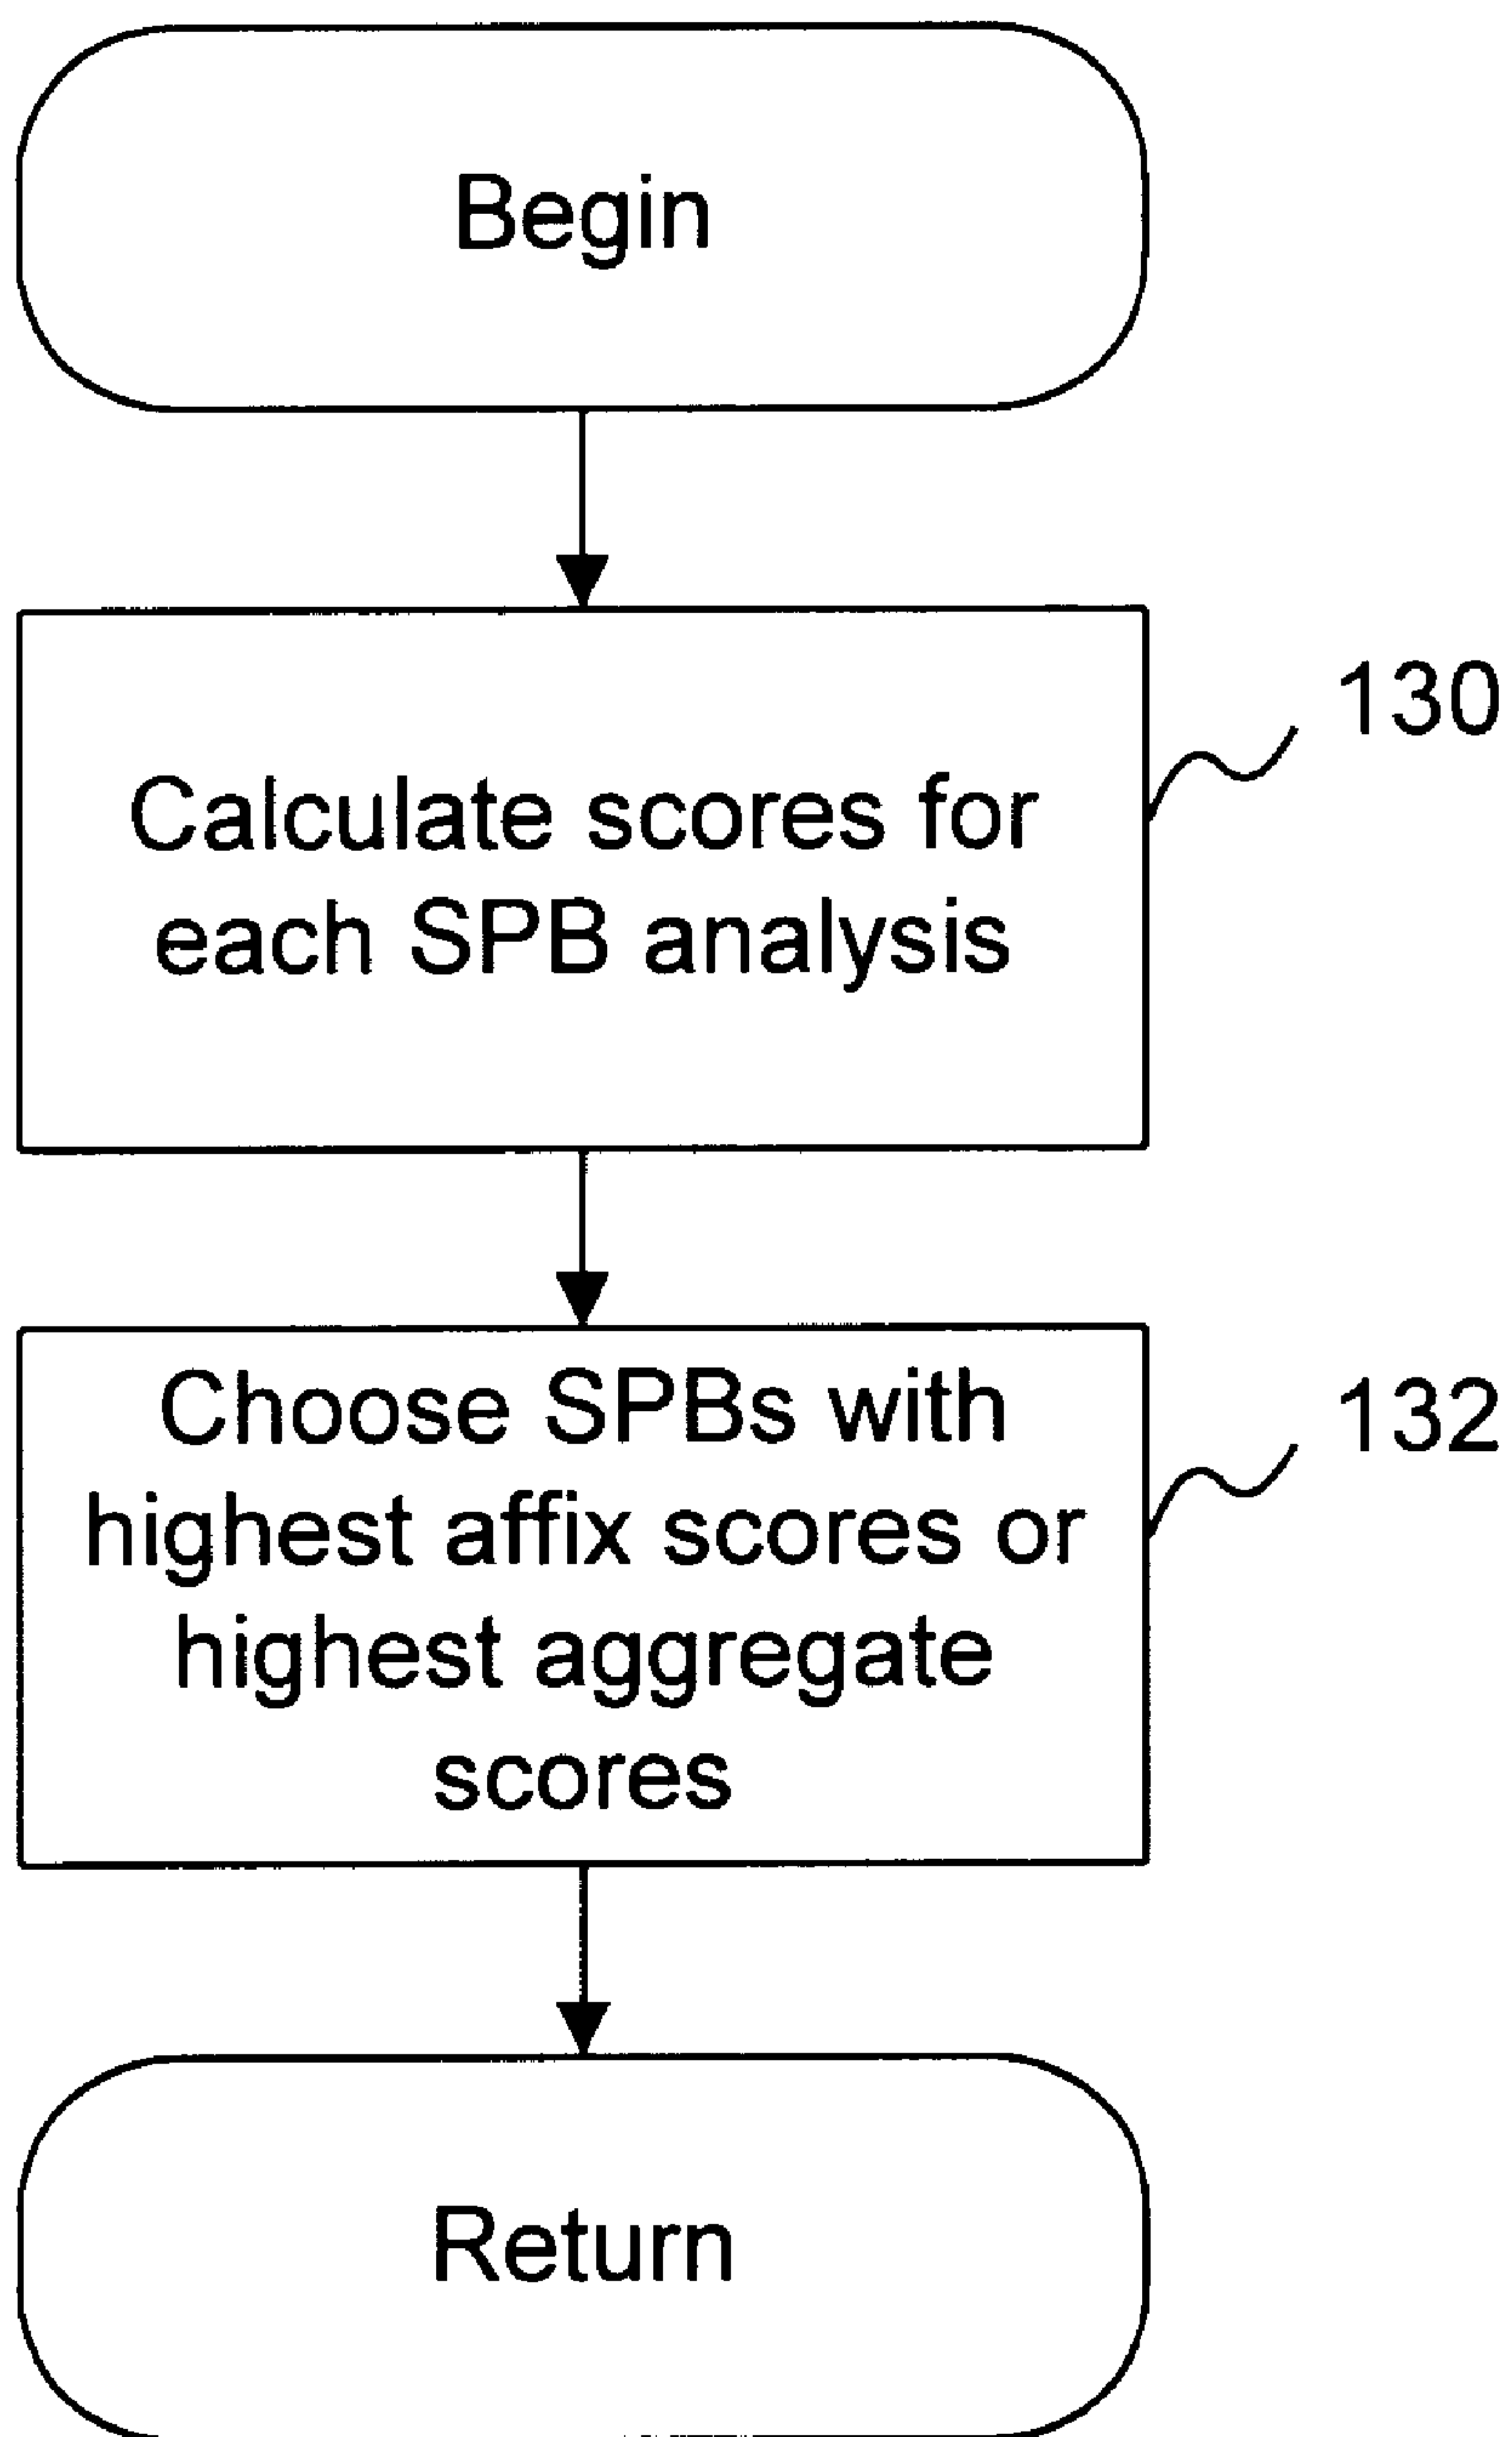 Begin
130
Calculate scores for
each SPB analysis
132
Choose SPBs with
highest affix scores or
highest aggregate
scores
Return